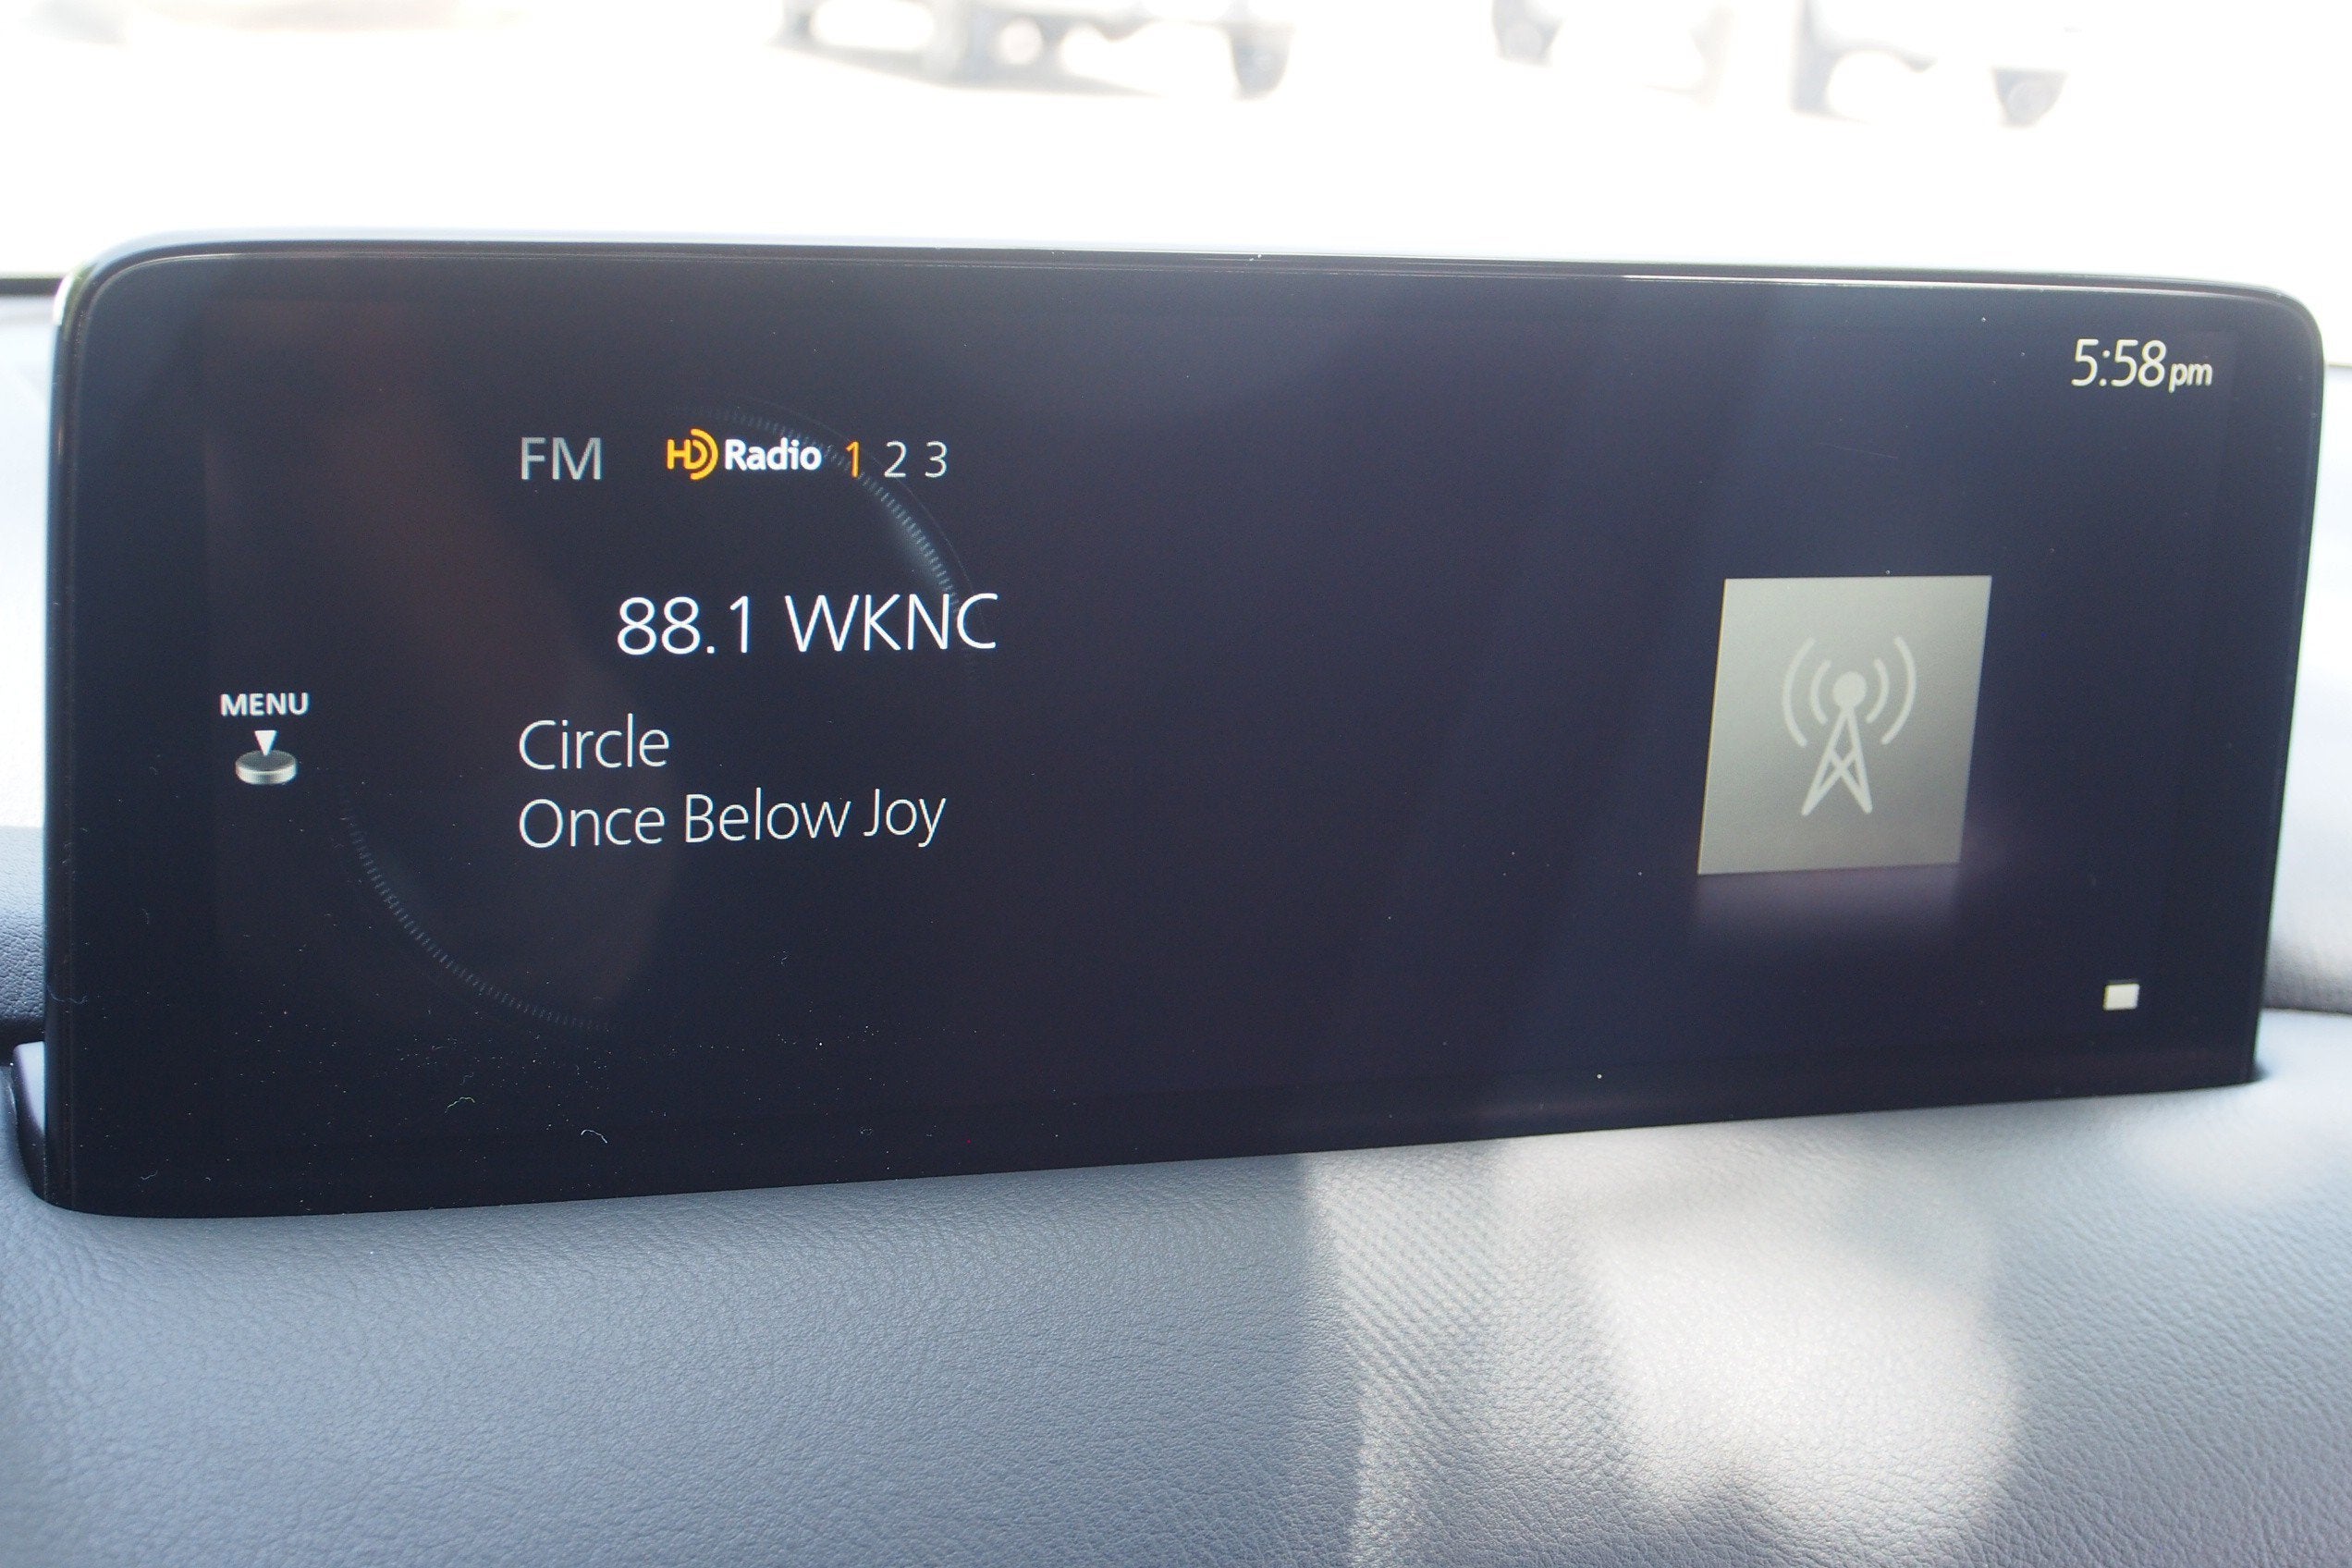 5:58pm
FM HD Radio 1 2 3
88.1 WKNC
MENU
Circle
Once Below Joy